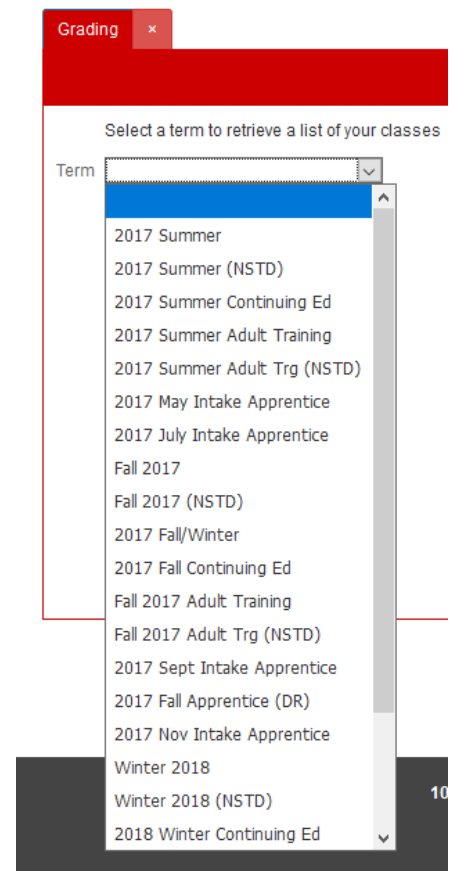 Grading ×
Select a term to retrieve a list of your classes
Term
2017 Summer
2017 Summer (NSTD)
2017 Summer Continuing Ed
2017 Summer Adult Training
2017 Summer Adult Trg (NSTD)
2017 May Intake Apprentice
2017 July Intake Apprentice
Fall 2017
Fall 2017 (NSTD)
2017 Fall/Winter
2017 Fall Continuing Ed
Fall 2017 Adult Training
Fall 2017 Adult Trg (NSTD)
2017 Sept Intake Apprentice
2017 Fall Apprentice (DR)
2017 Nov Intake Apprentice
Winter 2018
Winter 2018 (NSTD)
10
2018 Winter Continuing Ed